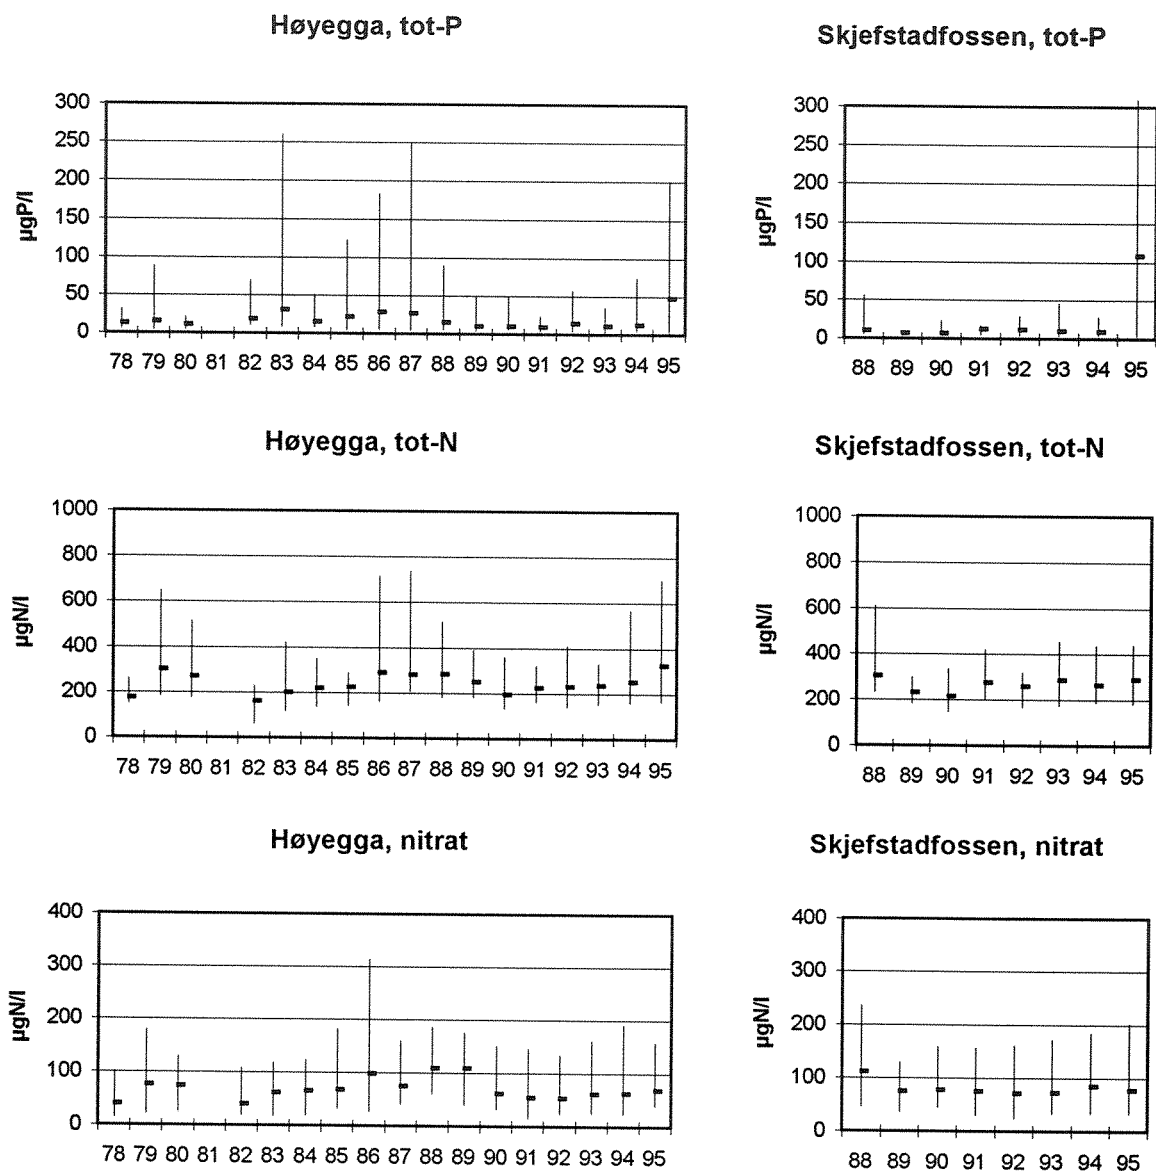 Høyegga, tot-P
300
250
200
150
100
50
0
µgP/l
78 79 80 81 82 83 84 85 86 87 88 89 90 91 92 93 94 95
Skjefstadfossen, tot-P
300
250
200
150
100
50
0
µgP/l
88 89 90 91 92 93 94 95
Høyegga, tot-N
1000
800
600
400
200
0
µgN/l
78 79 80 81 82 83 84 85 86 87 88 89 90 91 92 93 94 95
Skjefstadfossen, tot-N
1000
800
600
400
200
0
µgN/l
88 89 90 91 92 93 94 95
Høyegga, nitrat
400
300
200
100
0
µgN/l
78 79 80 81 82 83 84 85 86 87 88 89 90 91 92 93 94 95
Skjefstadfossen, nitrat
400
300
200
100
0
µgN/l
88 89 90 91 92 93 94 95